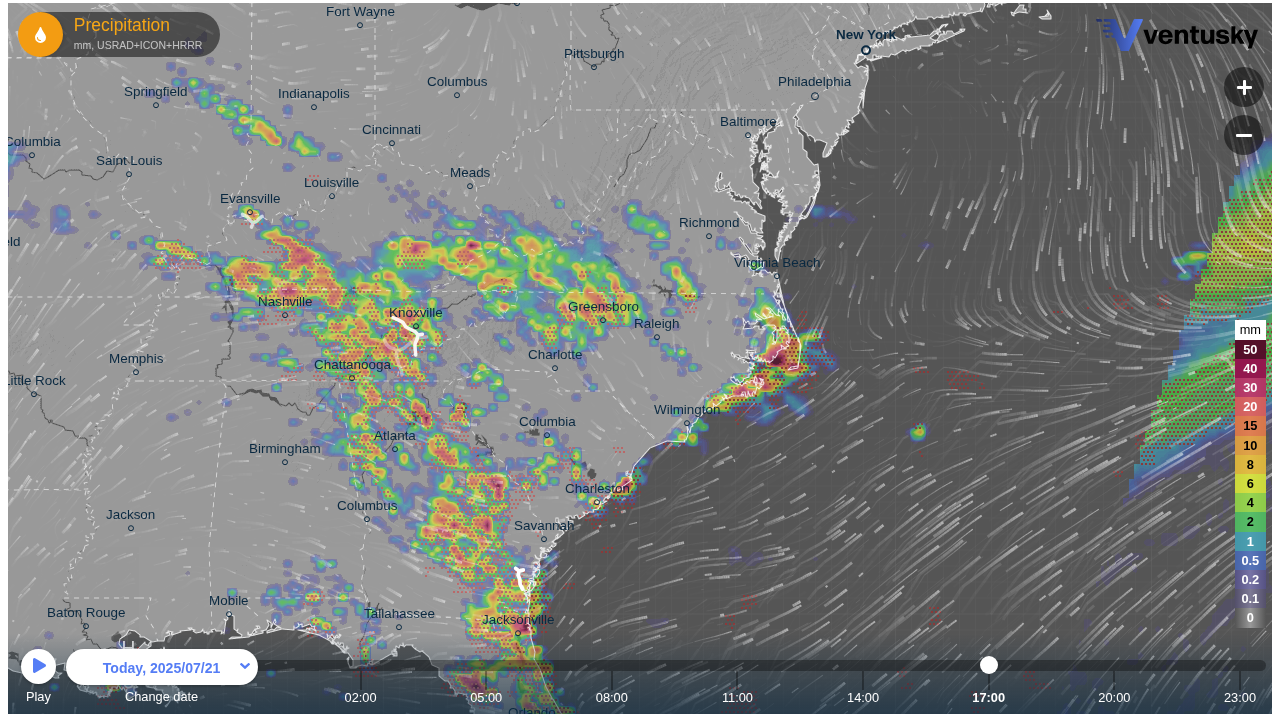 Precipitation
mm, USRAD+ICON+HRRR
ventusky
+
−
Fort Wayne
New York
Pittsburgh
Springfield
Indianapolis
Columbus
Philadelphia
Columbia
Cincinnati
Baltimore
Saint Louis
Meads
Louisville
Evansville
Richmond
eld
Virginia Beach
Nashville
Knoxville
Greensboro
Raleigh
Memphis
Chattanooga
Charlotte
Little Rock
Wilmington
Atlanta
Columbia
Birmingham
Charleston
Columbus
Jackson
Savannah
Baton Rouge
Mobile
Tallahassee
Jacksonville
Orlando
mm
50
40
30
20
15
10
8
6
4
2
1
0.5
0.2
0.1
0
Today, 2025/07/21
Play
Change date
02:00
05:00
08:00
11:00
14:00
17:00
20:00
23:00